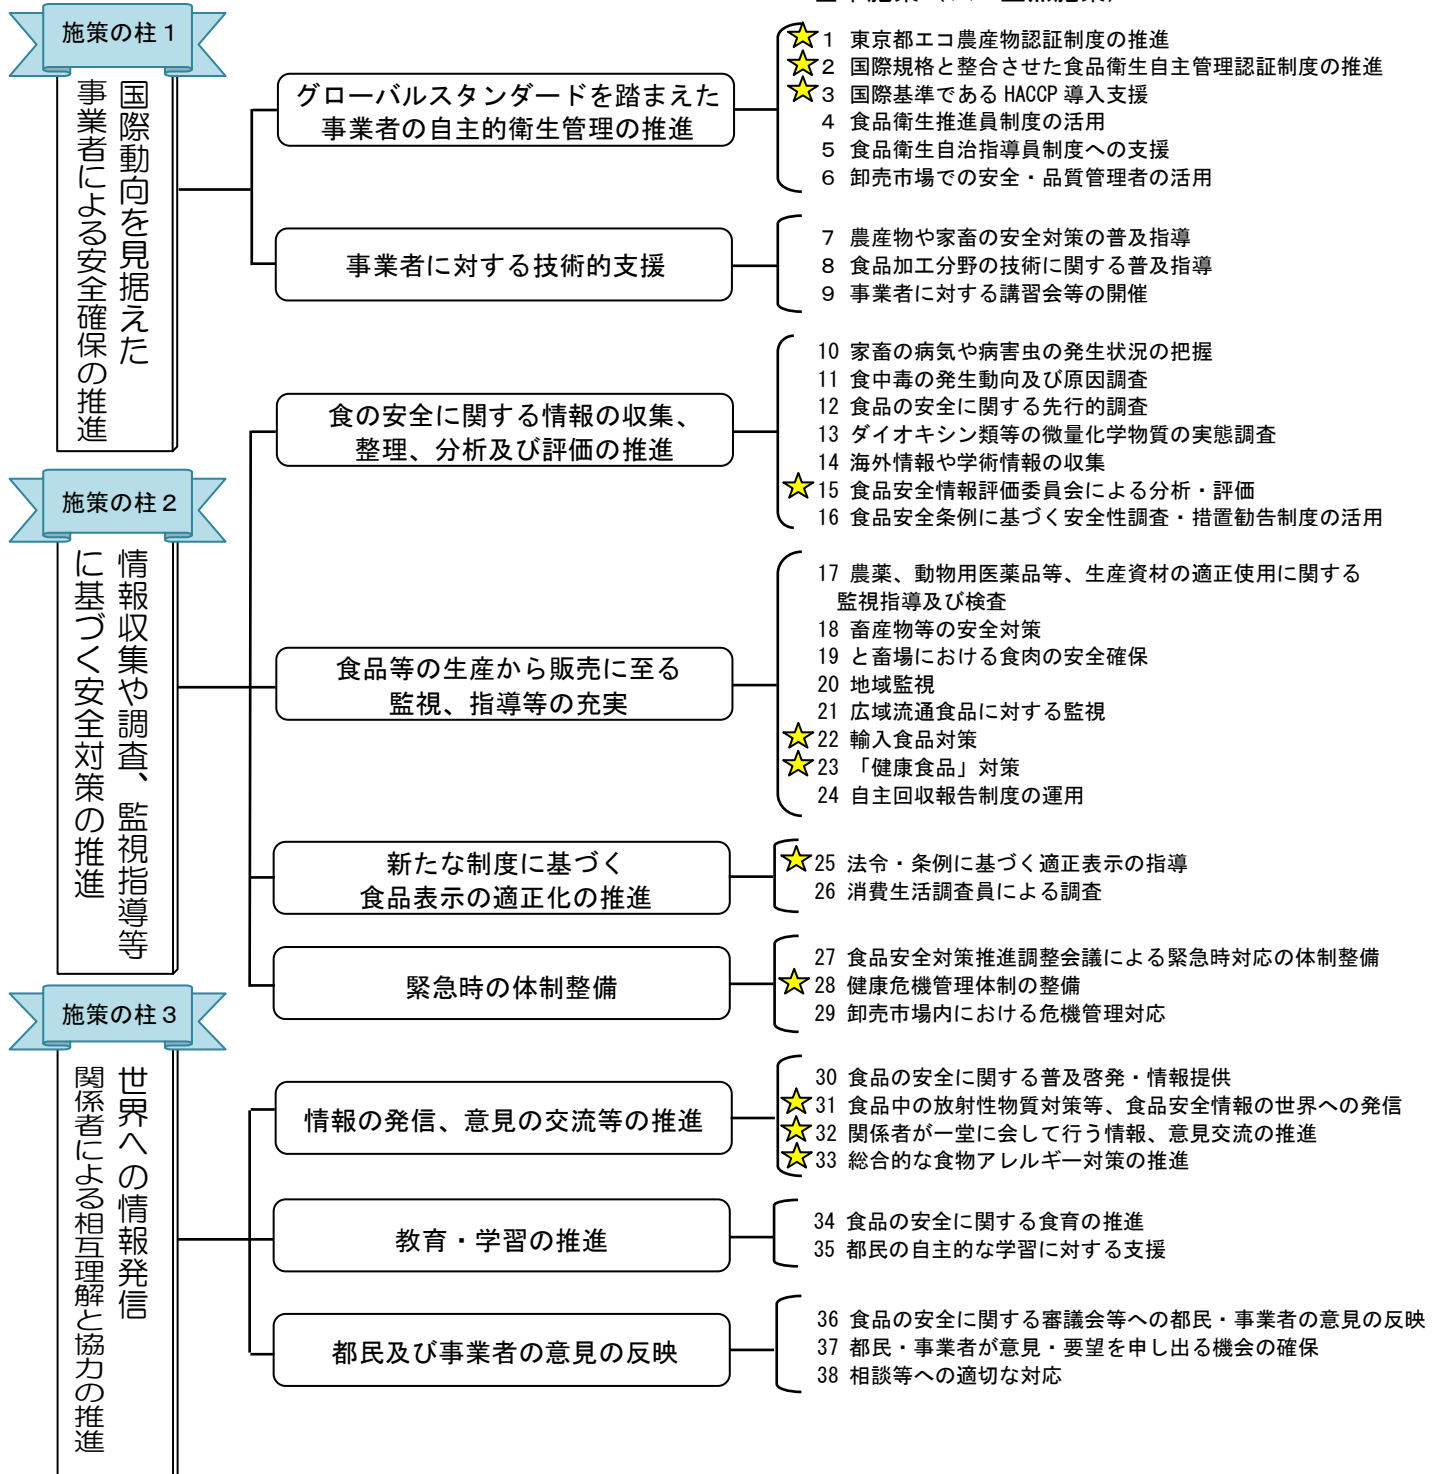 施策の柱１
国際動向を見据えた
事業者による安全確保の推進
グローバルスタンダードを踏まえた
事業者の自主的衛生管理の推進
1 東京都エコ農産物認証制度の推進
2 国際規格と整合させた食品衛生自主管理認証制度の推進
3 国際基準である HACCP 導入支援
4 食品衛生推進員制度の活用
5 食品衛生自治指導員制度への支援
6 卸売市場での安全・品質管理者の活用
事業者に対する技術的支援
7 農産物や家畜の安全対策の普及指導
8 食品加工分野の技術に関する普及指導
9 事業者に対する講習会等の開催
施策の柱２
情報収集や調査、監視指導等
に基づく安全対策の推進
食の安全に関する情報の収集、
整理、分析及び評価の推進
10 家畜の病気や病害虫の発生状況の把握
11 食中毒の発生動向及び原因調査
12 食品の安全に関する先行的調査
13 ダイオキシン類等の微量化学物質の実態調査
14 海外情報や学術情報の収集
15 食品安全情報評価委員会による分析・評価
16 食品安全条例に基づく安全性調査・措置勧告制度の活用
食品等の生産から販売に至る
監視、指導等の充実
17 農薬、動物用医薬品等、生産資材の適正使用に関する
監視指導及び検査
18 畜産物等の安全対策
19 と畜場における食肉の安全確保
20 地域監視
21 広域流通食品に対する監視
22 輸入食品対策
23 「健康食品」対策
24 自主回収報告制度の運用
新たな制度に基づく
食品表示の適正化の推進
25 法令・条例に基づく適正表示の指導
26 消費生活調査員による調査
緊急時の体制整備
27 食品安全対策推進調整会議による緊急時対応の体制整備
28 健康危機管理体制の整備
29 卸売市場内における危機管理対応
施策の柱３
世界への情報発信
関係者による相互理解と協力の推進
情報の発信、意見の交流等の推進
30 食品の安全に関する普及啓発・情報提供
31 食品中の放射性物質対策等、食品安全情報の世界への発信
32 関係者が一堂に会して行う情報、意見交流の推進
33 総合的な食物アレルギー対策の推進
教育・学習の推進
34 食品の安全に関する食育の推進
35 都民の自主的な学習に対する支援
都民及び事業者の意見の反映
36 食品の安全に関する審議会等への都民・事業者の意見の反映
37 都民・事業者が意見・要望を申し出る機会の確保
38 相談等への適切な対応